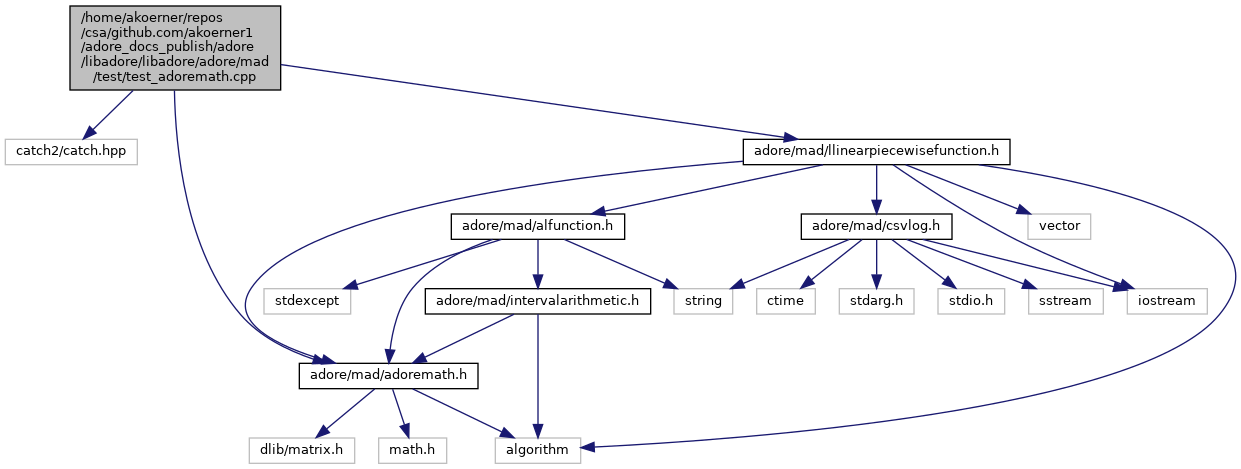 /home/akoerner/repos
/csa/github.com/akoerner1
/adore_docs_publish/adore
/libadore/libadore/adore/mad
/test/test_adoremath.cpp
catch2/catch.hpp
adore/mad/llinearpiecewisefunction.h
adore/mad/alfunction.h
adore/mad/csvlog.h
vector
stdexcept
adore/mad/intervalarithmetic.h
string
ctime
stdarg.h
stdio.h
sstream
iostream
adore/mad/adoremath.h
dlib/matrix.h
math.h
algorithm